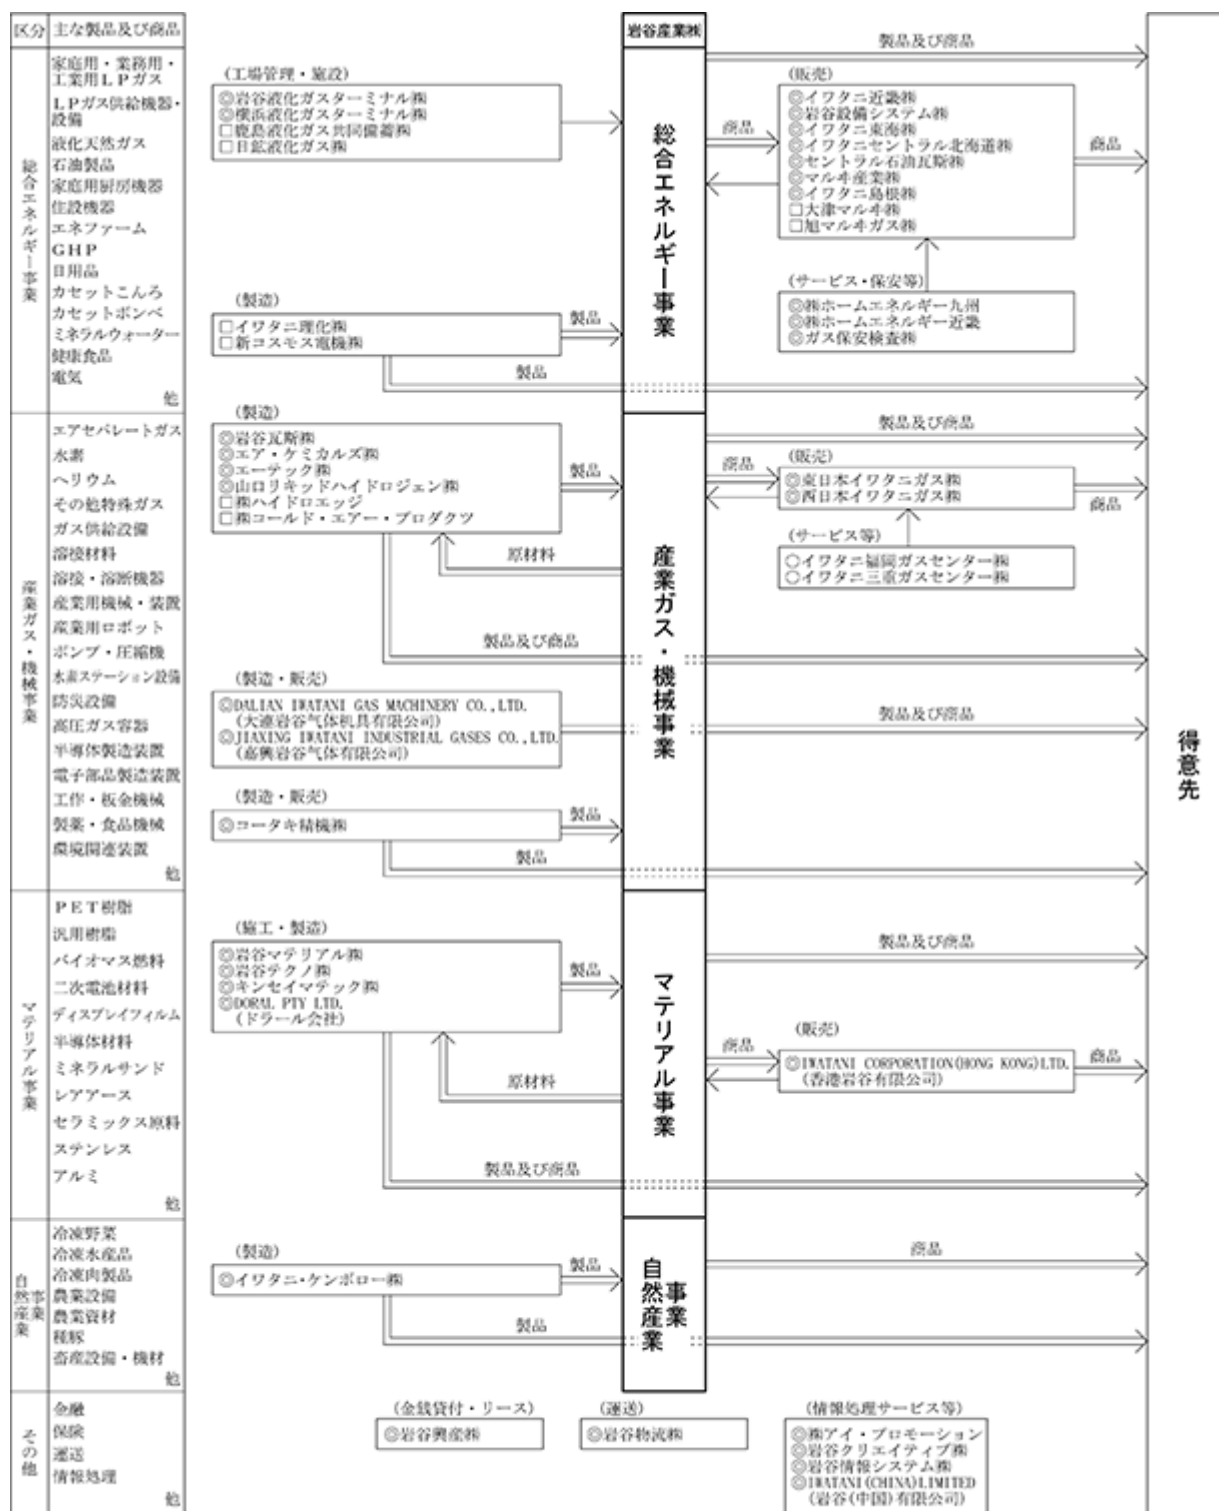 区分
主な製品及び商品
岩谷産業㈱
得意先
総合エネルギー事業
家庭用・業務用・
工業用LPガス
LPガス供給機器・
設備
液化天然ガス
石油製品
家庭用厨房機器
住設機器
エネファーム
GHP
日用品
カセットこんろ
カセットボンベ
ミネラルウォーター
健康食品
電気
他
(工場管理・施設)
◎岩谷液化ガスターミナル㈱
◎横浜液化ガスターミナル㈱
□鹿島液化ガス共同備蓄㈱
□日鉱液化ガス㈱
(製造)
□イワタニ理化㈱
□新コスモス電機㈱
製品
製品
総合エネルギー事業
製品及び商品
商品
(販売)
◎イワタニ近畿㈱
◎岩谷設備システム㈱
◎イワタニ東海㈱
◎イワタニセントラル北海道㈱
◎セントラル石油瓦斯㈱
◎マルヰ産業㈱
◎イワタニ島根㈱
□大津マルヰ㈱
□旭マルヰガス㈱
商品
(サービス・保安等)
◎㈱ホームエネルギー九州
◎㈱ホームエネルギー近畿
◎ガス保安検査㈱
産業ガス・機械事業
エアセパレートガス
水素
ヘリウム
その他特殊ガス
ガス供給設備
溶接材料
溶接・溶断機器
産業用機械・装置
産業用ロボット
ポンプ・圧縮機
水素ステーション設備
防災設備
高圧ガス容器
半導体製造装置
電子部品製造装置
工作・板金機械
製薬・食品機械
環境関連装置
他
(製造)
◎岩谷瓦斯㈱
◎エア・ケミカルズ㈱
◎エーテック㈱
◎山口リキッドハイドロジェン㈱
□㈱ハイドロエッジ
□㈱コールド・エアー・プロダクツ
製品
原材料
製品及び商品
(製造・販売)
◎DALIAN IWATANI GAS MACHINERY CO.,LTD.
(大連岩谷气体机具有限公司)
◎JIAXING IWATANI INDUSTRIAL GASES CO.,LTD.
(嘉興岩谷气体有限公司)
(製造・販売)
◎コータキ精機㈱
製品
製品
産業ガス・機械事業
製品及び商品
商品
(販売)
◎東日本イワタニガス㈱
◎西日本イワタニガス㈱
商品
(サービス等)
○イワタニ福岡ガスセンター㈱
○イワタニ三重ガスセンター㈱
製品及び商品
マテリアル事業
PET樹脂
汎用樹脂
バイオマス燃料
二次電池材料
ディスプレイフィルム
半導体材料
ミネラルサンド
レアアース
セラミックス原料
ステンレス
アルミ
他
(施工・製造)
◎岩谷マテリアル㈱
◎岩谷テクノ㈱
◎キンセイマテック㈱
◎DORAL PTY LTD.
(ドラール会社)
製品
原材料
製品及び商品
マテリアル事業
製品及び商品
商品
(販売)
◎IWATANI CORPORATION(HONG KONG)LTD.
(香港岩谷有限公司)
商品
自然産業事業
冷凍野菜
冷凍水産品
冷凍肉製品
農業設備
農業資材
種豚
畜産設備・機材
他
(製造)
◎イワタニ・ケンボロー㈱
製品
製品
自然産業事業
商品
その他
金融
保険
運送
情報処理
他
(金銭貸付・リース)
◎岩谷興産㈱
(運送)
◎岩谷物流㈱
(情報処理サービス等)
◎㈱アイ・プロモーション
◎岩谷クリエイティブ㈱
◎岩谷情報システム㈱
◎IWATANI(CHINA)LIMITED
(岩谷(中国)有限公司)